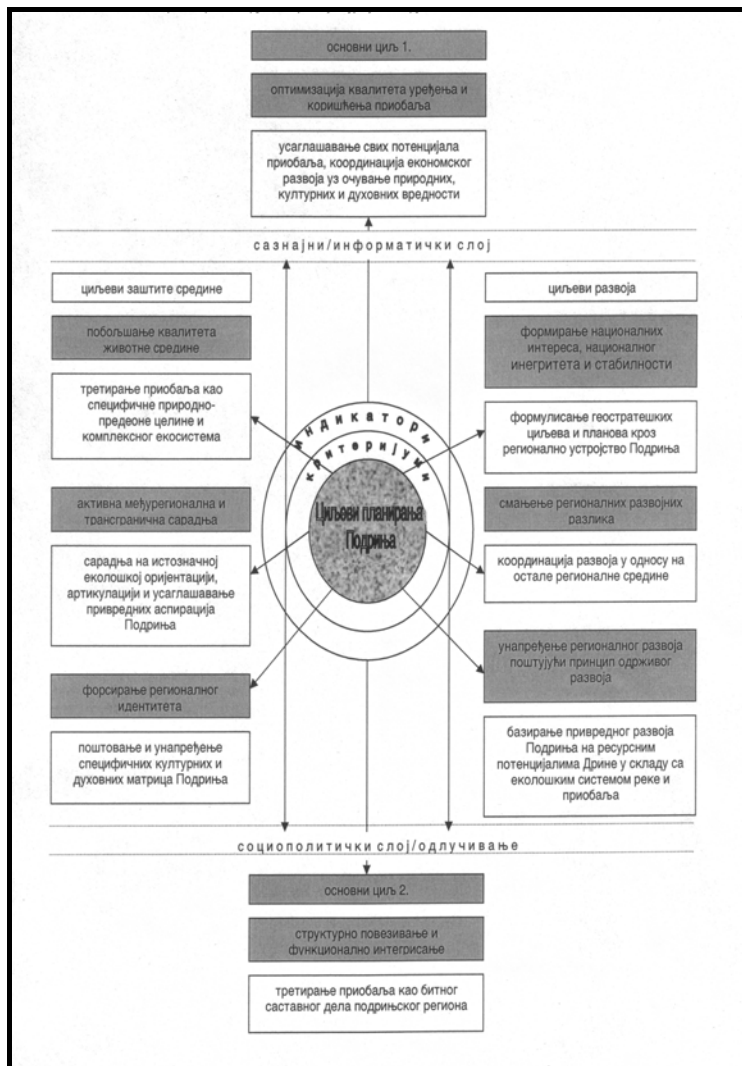 основни циљ 1.
оптимизација квалитета уређења и
коришћења приобаља
усаглашавање свих потенцијала
приобаља, координација економског
развоја уз очување природних,
културних и духовних вредности
сазнајни/информатички слој
циљеви заштите средине
побољшање квалитета
животне средине
третирање приобаља као
специфичне природно-
предеоне целине и
комплексног екосистема
активна међурегионална и
трансгранична сарадња
сарадња на истозначној
еколошкој оријентацији,
артикулацији и усаглашавање
привредних аспирација
Подриња
форсирање регионалног
идентитета
поштовање и унапређење
специфичних културних и
духовних матрица Подриња
индикатори
критеријуми
Циљеви планирања
Подриња
циљеви развоја
формирање националних
интереса, националног
инегритета и стабилности
формулисање геостратешких
циљева и планова кроз
регионално устројство Подриња
смањење регионалних развојних
разлика
координација развоја у односу на
остале регионалне средине
унапређење регионалног развоја
поштујући принцип одрживог
развоја
базирање привредног развоја
Подриња на ресурсним
потенцијалима Дрине у складу са
еколошким системом реке и
приобаља
социополитички слој/одлучивање
основни циљ 2.
структурно повезивање и
функционално интегрисање
третирање приобаља као битног
саставног дела подрињског региона